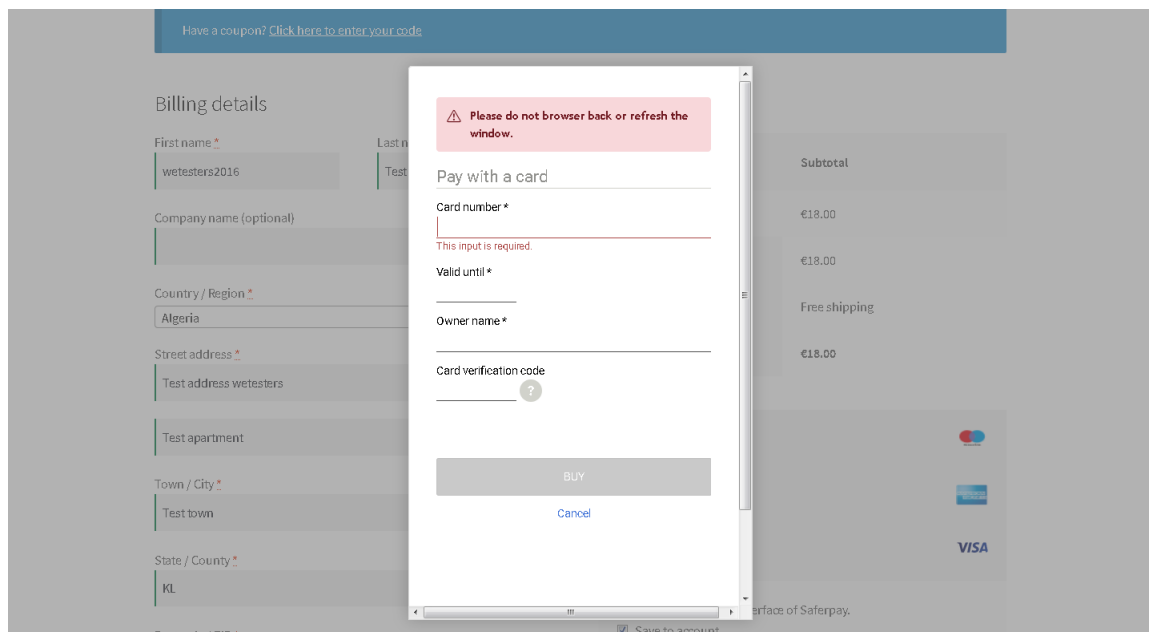 Have a coupon? Click here to enter your code
Billing details
First name *
Last n
wetesters2016
Test
Company name (optional)
Country / Region *
Algeria
Street address *
Test address wetesters
Test apartment
Town / City *
Test town
State / County *
KL
Please do not browser back or refresh the
window.
Pay with a card
Card number *
This input is required.
Valid until *
Owner name *
Card verification code
?
BUY
Cancel
Subtotal
€18.00
€18.00
Free shipping
€18.00
VISA
erface of Saferpay.
Save to account